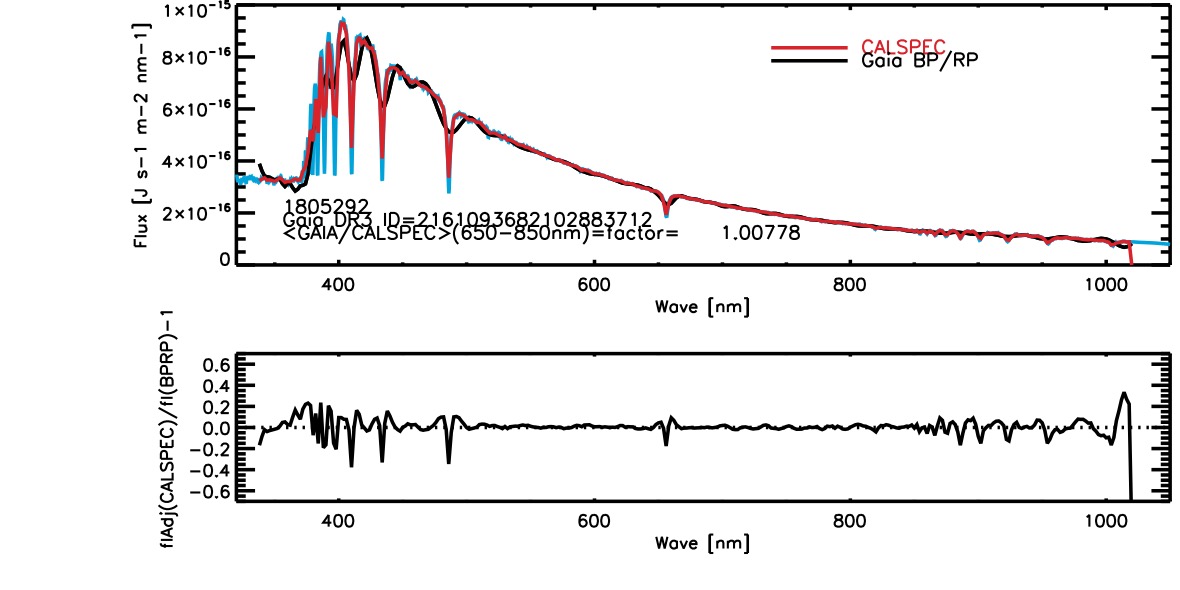 1×10⁻¹⁵
8×10⁻¹⁶
6×10⁻¹⁶
4×10⁻¹⁶
2×10⁻¹⁶
0
Flux [J s−1 m−2 nm−1]
CALSPEC
Gaia BP/RP
1805292
Gaia DR3 ID=2161093682102883712
<GAIA/CALSPEC>(650−850nm)=factor= 1.00778
400 600 800 1000
Wave [nm]
flAdj(CALSPEC)/fl(BPRP)−1
0.6
0.4
0.2
0.0
−0.2
−0.4
−0.6
400 600 800 1000
Wave [nm]